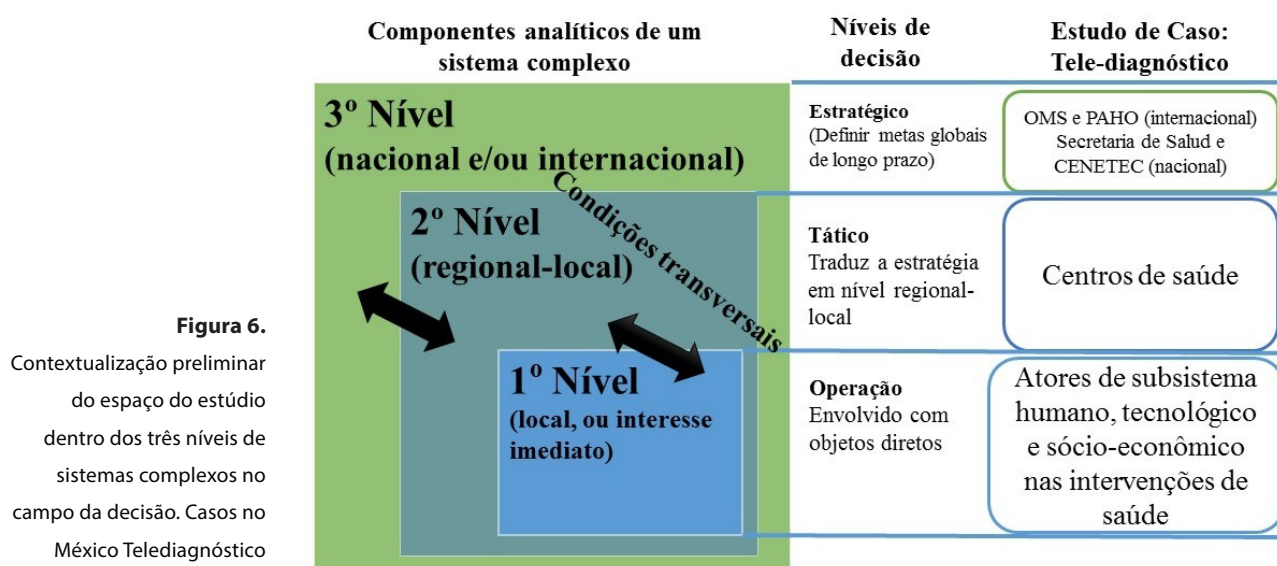 Componentes analíticos de um
sistema complexo
Níveis de
decisão
Estudo de Caso:
Tele-diagnóstico
3º Nível
(nacional e/ou internacional)
Estratégico
(Definir metas globais
de longo prazo)
OMS e PAHO (internacional)
Secretaria de Salud e
CENETEC (nacional)
Condições transversais
2º Nível
(regional-local)
Tático
Traduz a estratégia
em nível regional-
local
Centros de saúde
1º Nível
(local, ou interesse
imediato)
Operação
Envolvido com
objetos diretos
Atores de subsistema
humano, tecnológico
e sócio-econômico
nas intervenções de
saúde
Figura 6.
Contextualização preliminar
do espaço do estúdio
dentro dos três níveis de
sistemas complexos no
campo da decisão. Casos no
México Telediagnóstico